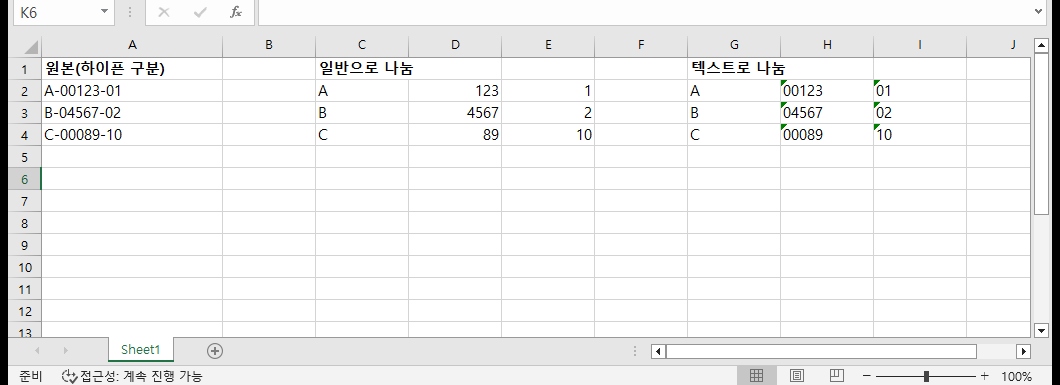 K6 fx
A B C D E F G H I J
1 원본(하이픈 구분) 일반으로 나눔 텍스트로 나눔
2 A-00123-01 A 123 1 A 00123 01
3 B-04567-02 B 4567 2 B 04567 02
4 C-00089-10 C 89 10 C 00089 10
5
6
7
8
9
10
11
12
13
Sheet1
준비 접근성: 계속 진행 가능 100%